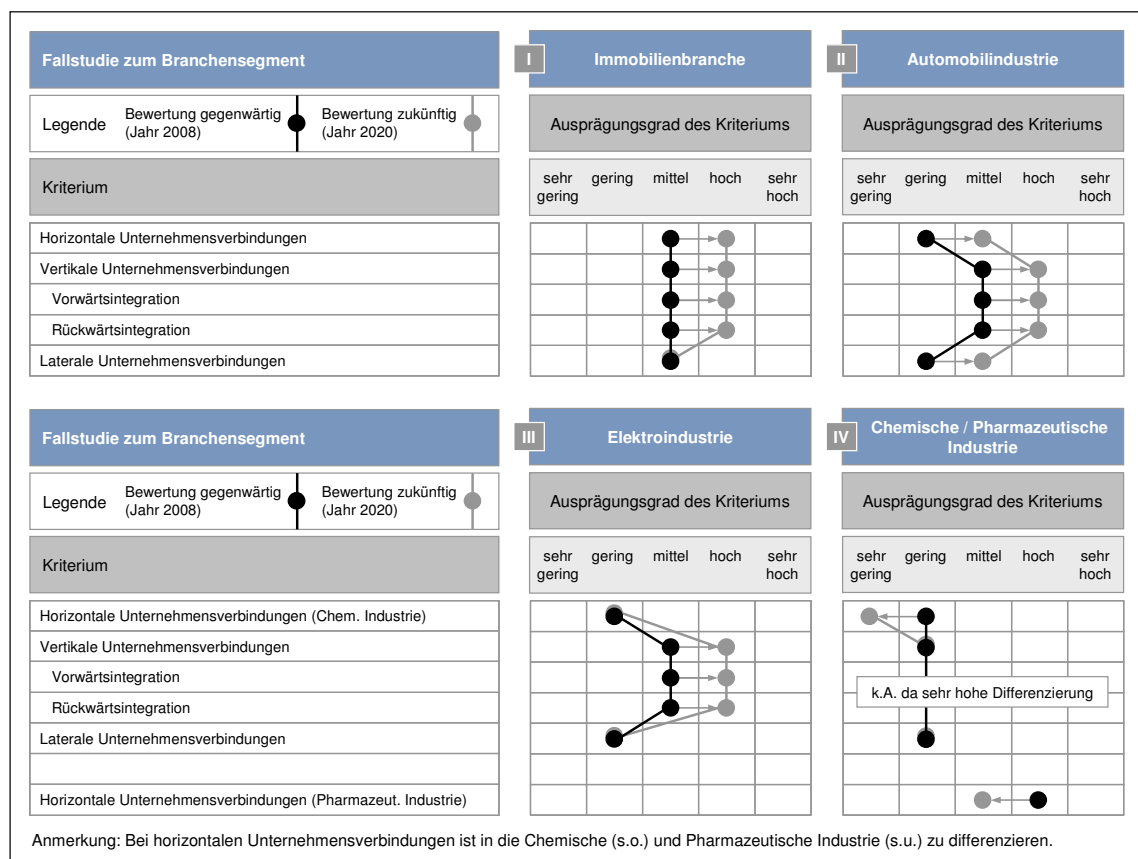 Fallstudie zum Branchensegment
I Immobilienbranche
II Automobilindustrie
Legende
Bewertung gegenwärtig
(Jahr 2008)
Bewertung zukünftig
(Jahr 2020)
Ausprägungsgrad des Kriteriums
Ausprägungsgrad des Kriteriums
Kriterium
sehr gering gering mittel hoch sehr hoch
sehr gering gering mittel hoch sehr hoch
Horizontale Unternehmensverbindungen
Vertikale Unternehmensverbindungen
Vorwärtsintegration
Rückwärtsintegration
Laterale Unternehmensverbindungen
Fallstudie zum Branchensegment
III Elektroindustrie
IV Chemische / Pharmazeutische
Industrie
Legende
Bewertung gegenwärtig
(Jahr 2008)
Bewertung zukünftig
(Jahr 2020)
Ausprägungsgrad des Kriteriums
Ausprägungsgrad des Kriteriums
Kriterium
sehr gering gering mittel hoch sehr hoch
sehr gering gering mittel hoch sehr hoch
Horizontale Unternehmensverbindungen (Chem. Industrie)
Vertikale Unternehmensverbindungen
Vorwärtsintegration
k.A. da sehr hohe Differenzierung
Rückwärtsintegration
Laterale Unternehmensverbindungen
Horizontale Unternehmensverbindungen (Pharmazeut. Industrie)
Anmerkung: Bei horizontalen Unternehmensverbindungen ist in die Chemische (s.o.) und Pharmazeutische Industrie (s.u.) zu differenzieren.